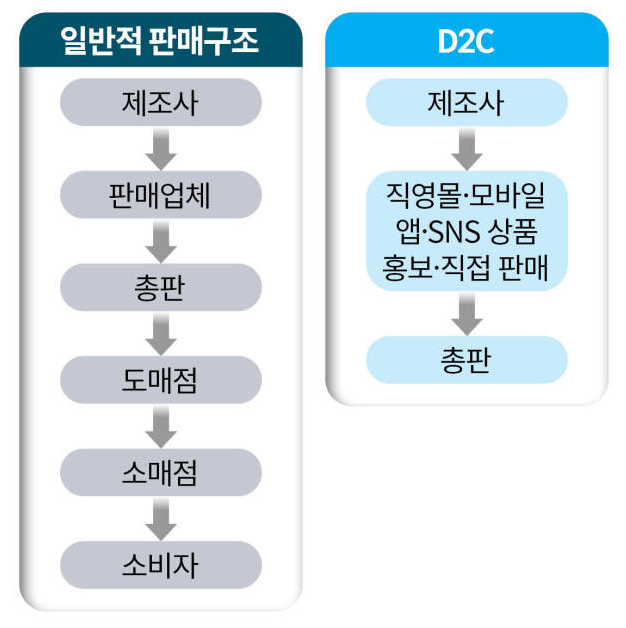 일반적 판매구조
제조사
판매업체
총판
도매점
소매점
소비자
D2C
제조사
직영몰·모바일
앱·SNS 상품
홍보·직접 판매
총판